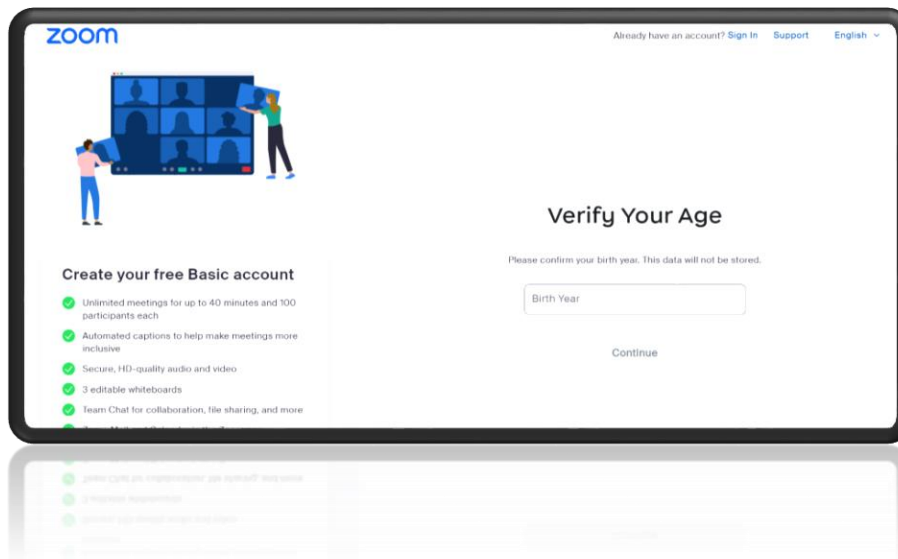 zoom
Already have an account? Sign In Support English
Create your free Basic account
Unlimited meetings for up to 40 minutes and 100
participants each
Automated captions to help make meetings more
inclusive
Secure, HD-quality audio and video
3 editable whiteboards
Team Chat for collaboration, file sharing, and more
Verify Your Age
Please confirm your birth year. This data will not be stored.
Birth Year
Continue